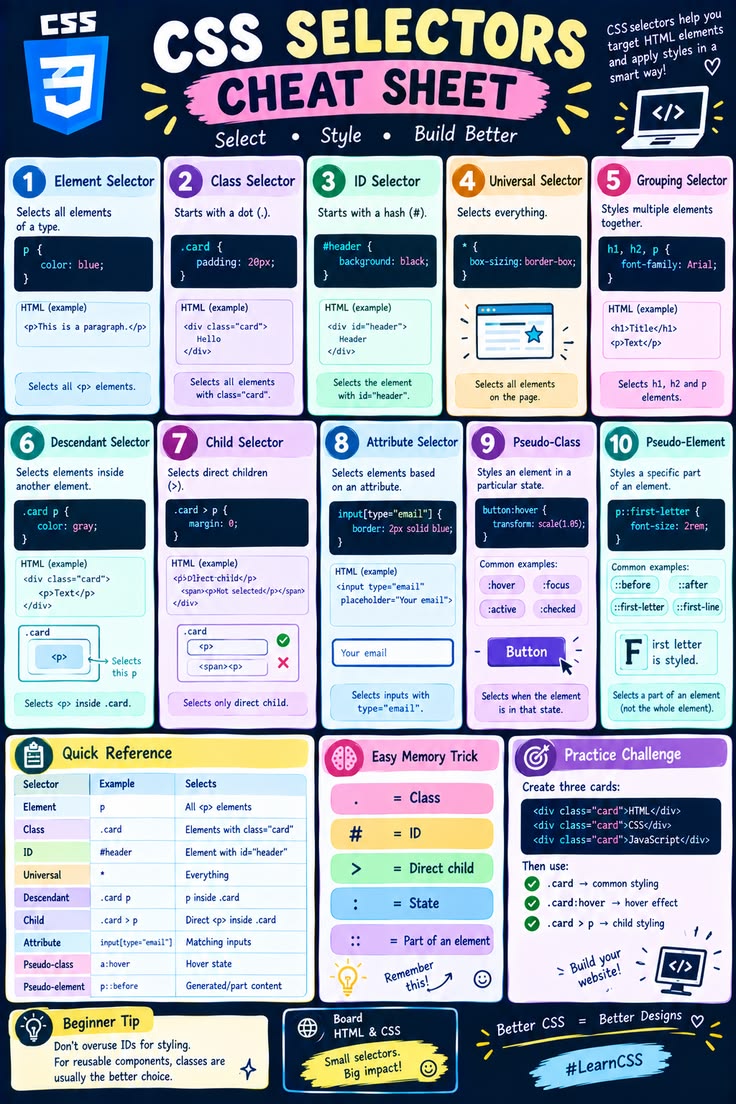 CSS
3
CSS SELECTORS
CHEAT SHEET
Select • Style • Build Better
CSS selectors help you
target HTML elements
and apply styles in a
smart way!
</>
1 Element Selector
Selects all elements
of a type.
p {
color: blue;
}
HTML (example)
<p>This is a paragraph.</p>
Selects all <p> elements.
2 Class Selector
Starts with a dot (.).
.card {
padding: 20px;
}
HTML (example)
<div class="card">
Hello
</div>
Selects all elements
with class="card".
3 ID Selector
Starts with a hash (#).
#header {
background: black;
}
HTML (example)
<div id="header">
Header
</div>
Selects the element
with id="header".
4 Universal Selector
Selects everything.
* {
box-sizing: border-box;
}
Selects all elements
on the page.
5 Grouping Selector
Styles multiple elements
together.
h1, h2, p {
font-family: Arial;
}
HTML (example)
<h1>Title</h1>
<p>Text</p>
Selects h1, h2 and p
elements.
6 Descendant Selector
Selects elements inside
another element.
.card p {
color: gray;
}
HTML (example)
<div class="card">
<p>Text</p>
</div>
.card
<p>
Selects
this p
Selects <p> inside .card.
7 Child Selector
Selects direct children
(>).
.card > p {
margin: 0;
}
HTML (example)
<p>Direct child</p>
<span><p>Not selected</p></span>
</div>
.card
<p>
<span><p>
Selects only direct child.
8 Attribute Selector
Selects elements based
on an attribute.
input[type="email"] {
border: 2px solid blue;
}
HTML (example)
<input type="email"
placeholder="Your email">
Your email
Selects inputs with
type="email".
9 Pseudo-Class
Styles an element in a
particular state.
button:hover {
transform: scale(1.05);
}
Common examples:
:hover :focus
:active :checked
Button
Selects when the element
is in that state.
10 Pseudo-Element
Styles a specific part
of an element.
p::first-letter {
font-size: 2rem;
}
Common examples:
::before ::after
::first-letter ::first-line
F irst letter
is styled.
Selects a part of an element
(not the whole element).
Quick Reference
Selector Example Selects
Element p All <p> elements
Class .card Elements with class="card"
ID #header Element with id="header"
Universal * Everything
Descendant .card p p inside .card
Child .card > p Direct <p> inside .card
Attribute input[type="email"] Matching inputs
Pseudo-class a:hover Hover state
Pseudo-element p::before Generated/part content
Easy Memory Trick
. = Class
# = ID
> = Direct child
: = State
:: = Part of an element
Remember
this!
Practice Challenge
Create three cards:
<div class="card">HTML</div>
<div class="card">CSS</div>
<div class="card">JavaScript</div>
Then use:
.card → common styling
.card:hover → hover effect
.card > p → child styling
Build your
website!
</>
Beginner Tip
Don't overuse IDs for styling.
For reusable components, classes are
usually the better choice.
Board
HTML & CSS
Small selectors.
Big impact!
Better CSS = Better Designs
#LearnCSS